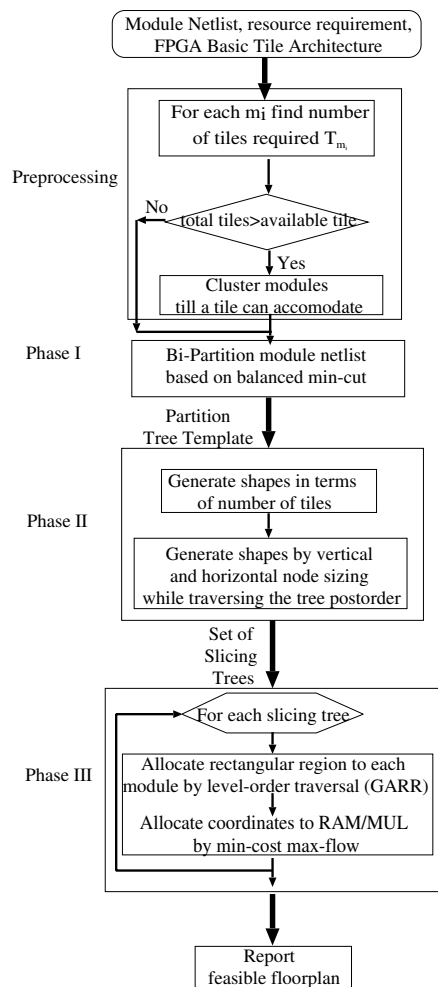 Module Netlist, resource requirement,
FPGA Basic Tile Architecture
For each mi find number
of tiles required Tmi
Preprocessing
No
total tiles>available tile
Yes
Cluster modules
till a tile can accomodate
Phase I
Bi-Partition module netlist
based on balanced min-cut
Partition
Tree Template
Generate shapes in terms
of number of tiles
Phase II
Generate shapes by vertical
and horizontal node sizing
while traversing the tree postorder
Set of
Slicing
Trees
For each slicing tree
Phase III
Allocate rectangular region to each
module by level-order traversal (GARR)
Allocate coordinates to RAM/MUL
by min-cost max-flow
Report
feasible floorplan